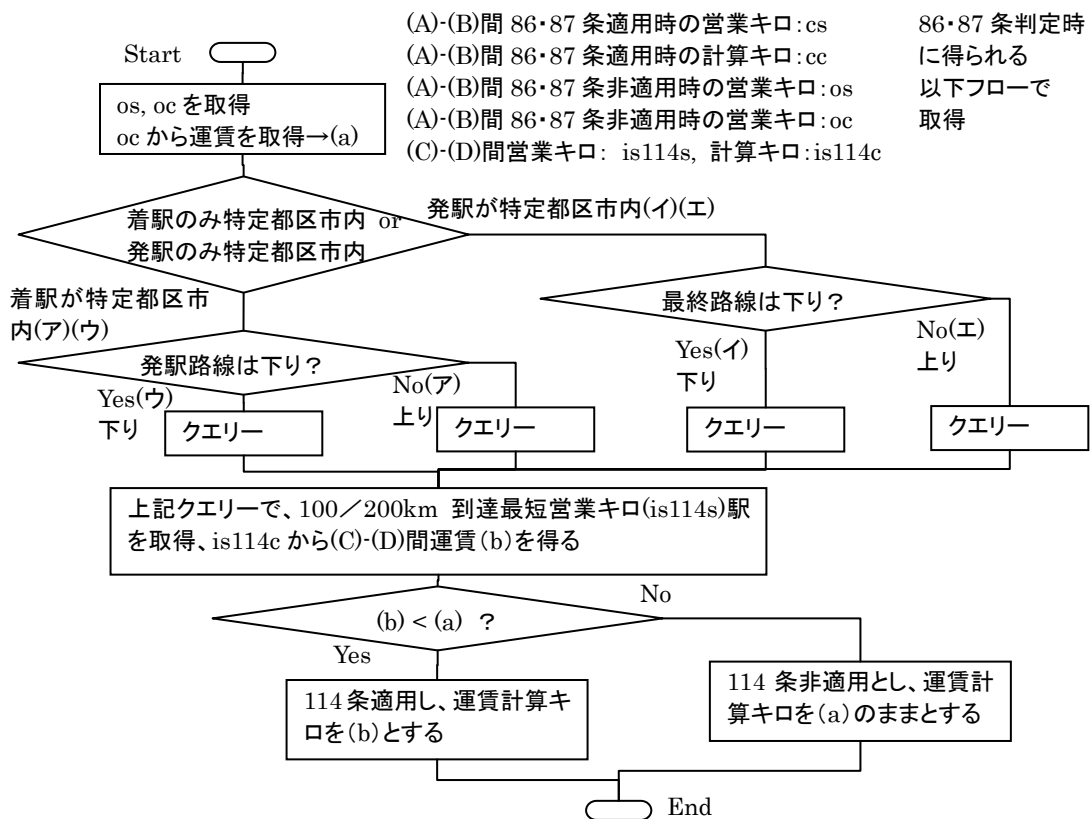 (A)-(B)間 86・87 条適用時の営業キロ:cs
(A)-(B)間 86・87 条適用時の計算キロ:cc
(A)-(B)間 86・87 条非適用時の営業キロ:os
(A)-(B)間 86・87 条非適用時の営業キロ:oc
(C)-(D)間営業キロ: is114s, 計算キロ:is114c
86・87 条判定時
に得られる
以下フローで
取得
Start
os, oc を取得
oc から運賃を取得→(a)
着駅のみ特定都区市内 or
発駅のみ特定都区市内
発駅が特定都区市内(イ)(エ)
着駅が特定都区市
内(ア)(ウ)
最終路線は下り?
発駅路線は下り?
Yes(イ)
下り
No(エ)
上り
Yes(ウ)
下り
No(ア)
上り
クエリー
クエリー
クエリー
クエリー
上記クエリーで、100/200km 到達最短営業キロ(is114s)駅
を取得、is114c から(C)-(D)間運賃(b)を得る
(b) < (a) ?
No
Yes
114 条適用し、運賃計算キ
ロを(b)とする
114 条非適用とし、運賃計
算キロを(a)のままとする
End